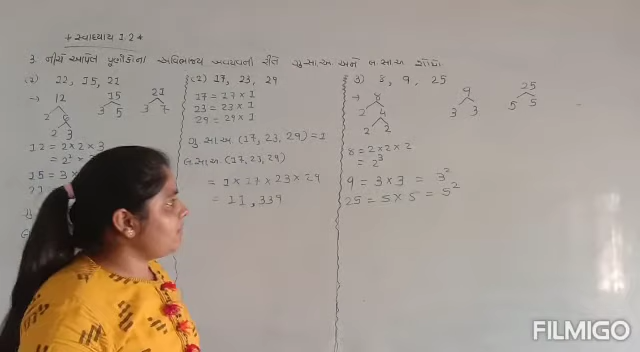 + સ્વાધ્યાય 1.2 +
3. નીચે આપેલ પૂર્ણાંકોના અવિભાજ્ય અવયવની રીતે ગુ.સા.અ. અને લ.સા.અ. શોધો.
(1) 12, 15, 21
→ 12 15 21
2 6 3 5 3 7
2 3
12 = 2 × 2 × 3
= 2² ×
15 = 3 ×
21
(2) 17, 23, 29
17 = 17 × 1
23 = 23 × 1
29 = 29 × 1
ગુ.સા.અ. (17, 23, 29) = 1
લ.સા.અ. (17, 23, 29)
= 1 × 17 × 23 × 29
= 11,339
3) 8, 9, 25
→ 8 9 25
2 4 3 3 5 5
2 2
8 = 2 × 2 × 2
= 2³
9 = 3 × 3 = 3²
25 = 5 × 5 = 5²
FILMIGO